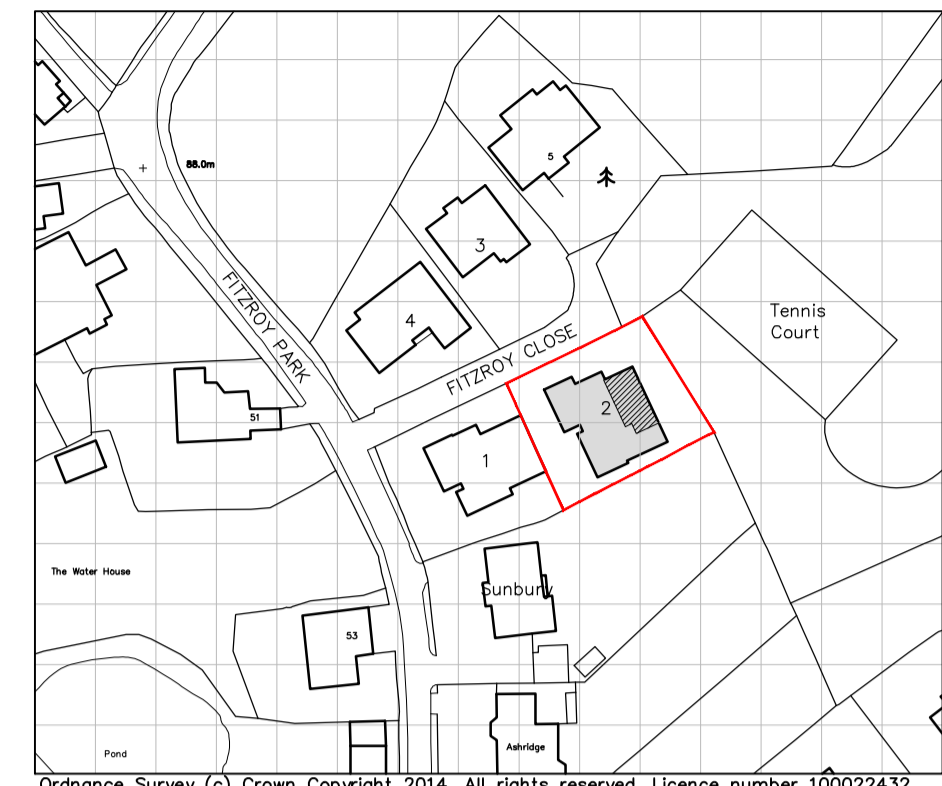 88.0m
5
3
4
FITZROY PARK
FITZROY CLOSE
Tennis
Court
2
51
1
The Water House
Sunbury
53
Pond
Ashridge
Ordnance Survey (c) Crown Copyright 2014. All rights reserved. Licence number 100022432